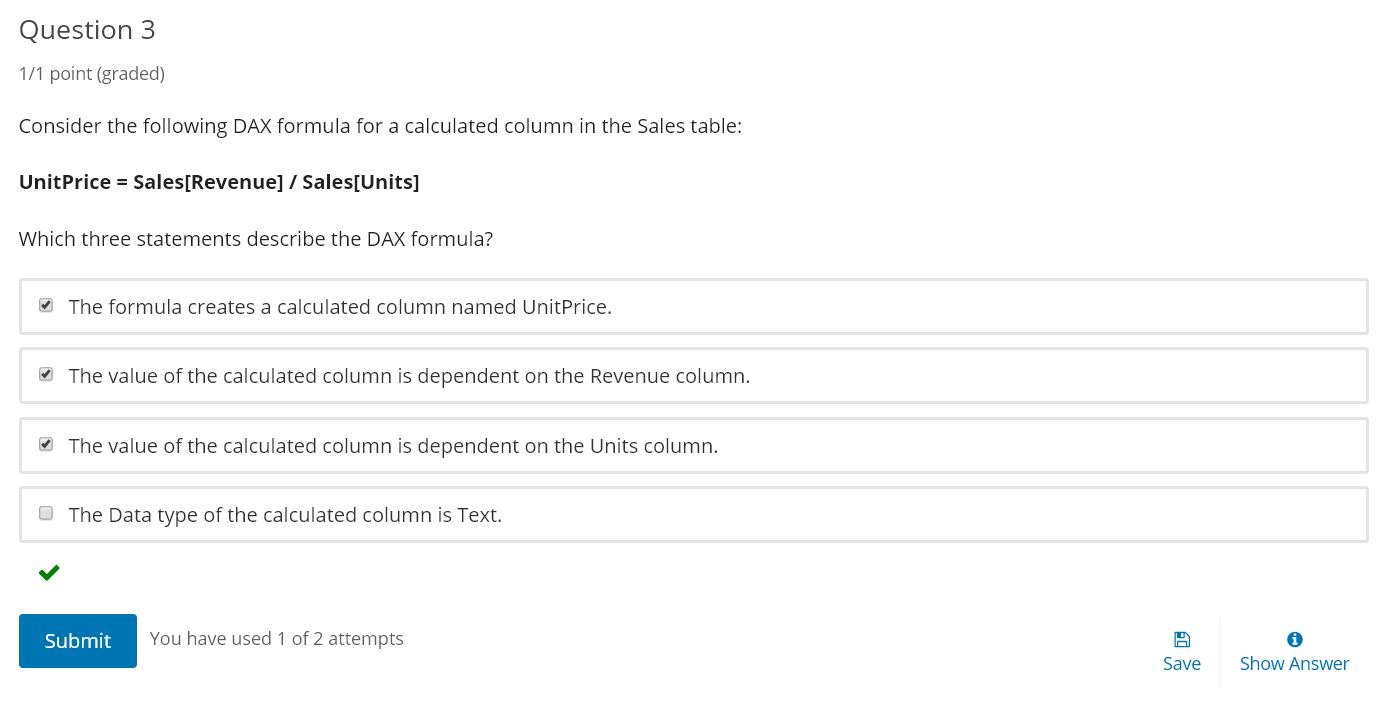 Question 3
1/1 point (graded)
Consider the following DAX formula for a calculated column in the Sales table:
UnitPrice = Sales[Revenue] / Sales[Units]
Which three statements describe the DAX formula?
The formula creates a calculated column named UnitPrice.
The value of the calculated column is dependent on the Revenue column.
The value of the calculated column is dependent on the Units column.
The Data type of the calculated column is Text.
Submit You have used 1 of 2 attempts
Save Show Answer